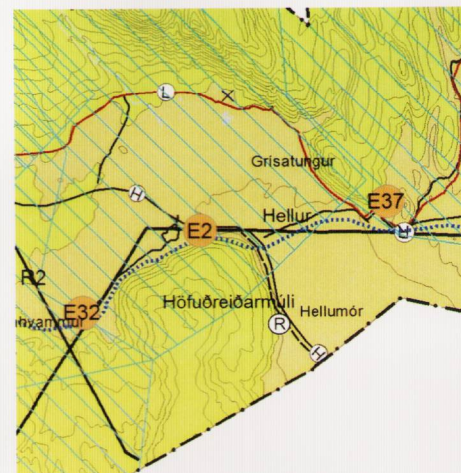 L
Grísatungur
E37
H
Hellur
H
E2
R2
Höfuðreiðarmúli
Hellumór
E32
R
H